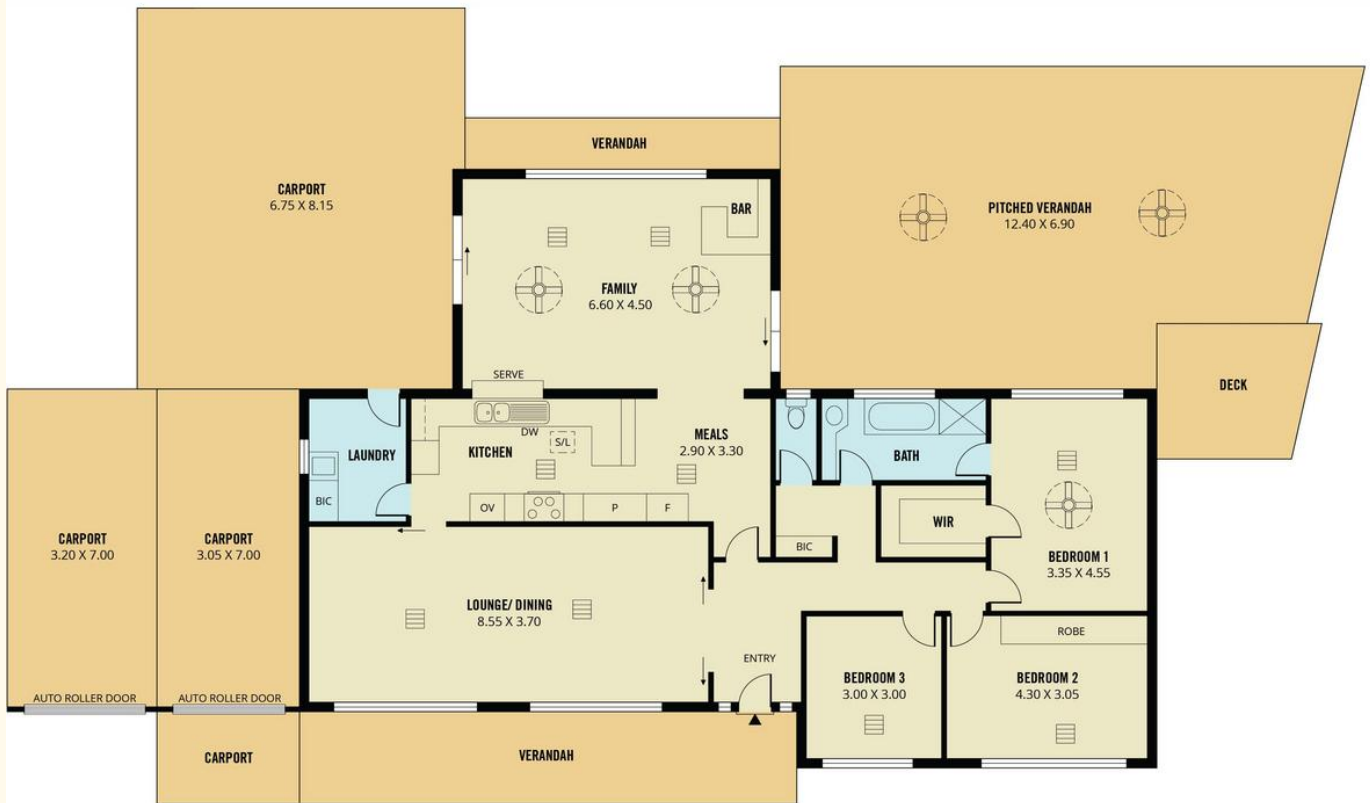 VERANDAH
CARPORT
6.75 X 8.15
BAR
PITCHED VERANDAH
12.40 X 6.90
FAMILY
6.60 X 4.50
SERVE
DECK
DW
S/L
KITCHEN
MEALS
2.90 X 3.30
LAUNDRY
BIC
BATH
OV
P
F
WIR
CARPORT
3.20 X 7.00
CARPORT
3.05 X 7.00
BIC
BEDROOM 1
3.35 X 4.55
LOUNGE/ DINING
8.55 X 3.70
ROBE
ENTRY
BEDROOM 3
3.00 X 3.00
BEDROOM 2
4.30 X 3.05
AUTO ROLLER DOOR
AUTO ROLLER DOOR
CARPORT
VERANDAH